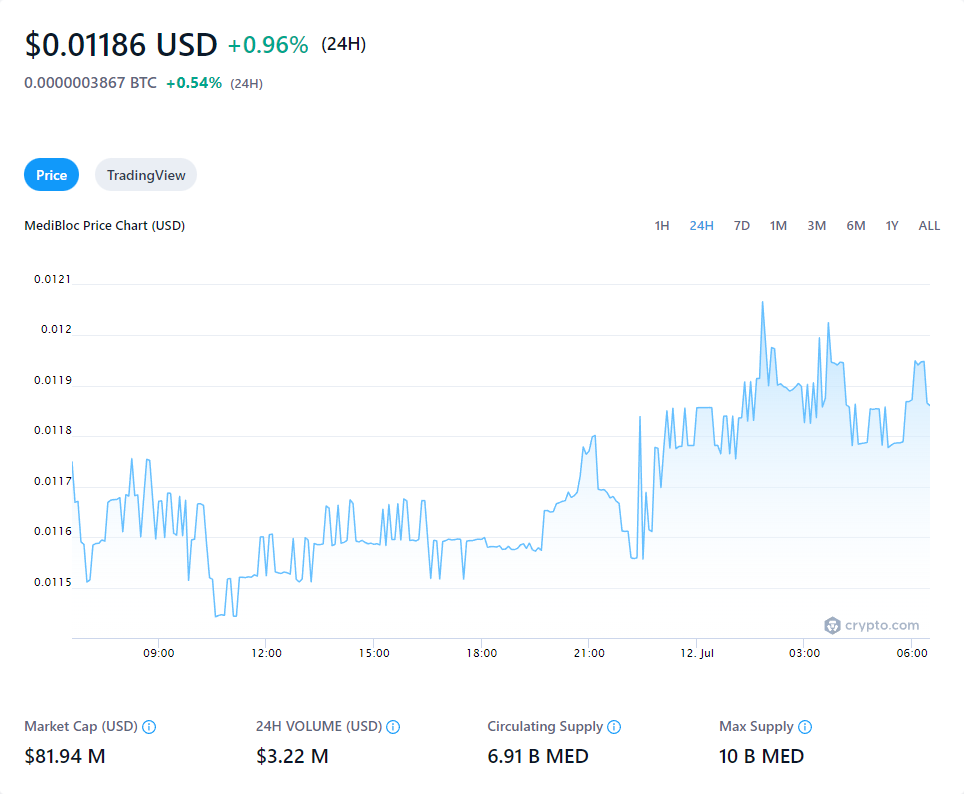 $0.01186 USD +0.96% (24H)
0.0000003867 BTC +0.54% (24H)
Price TradingView
MediBloc Price Chart (USD) 1H 24H 7D 1M 3M 6M 1Y ALL
0.0121
0.012
0.0119
0.0118
0.0117
0.0116
0.0115
crypto.com
09:00 12:00 15:00 18:00 21:00 12. Jul 03:00 06:00
Market Cap (USD) 24H VOLUME (USD) Circulating Supply Max Supply
$81.94 M $3.22 M 6.91 B MED 10 B MED